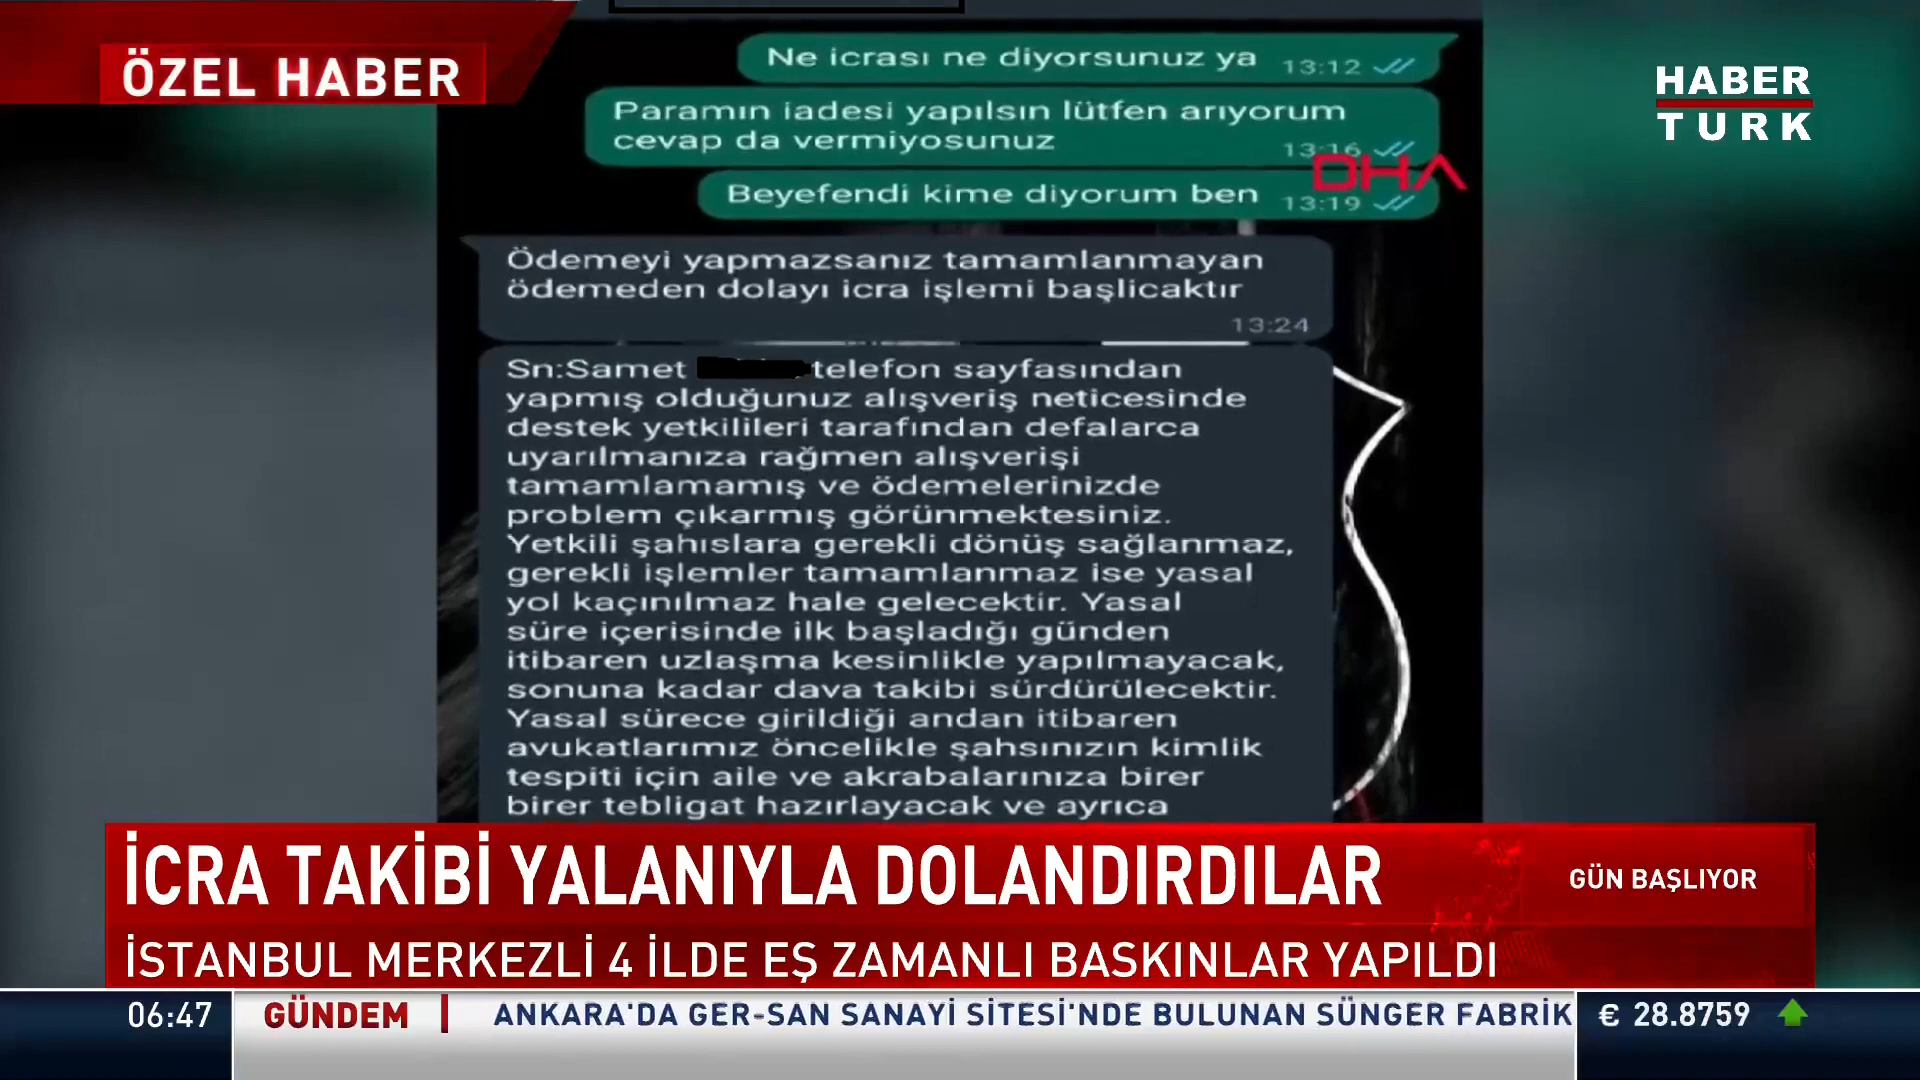 ÖZEL HABER
HABER
TURK
Ne icrası ne diyorsunuz ya 13:12
Paramın iadesi yapılsın lütfen arıyorum
cevap da vermiyosunuz 13:16
DHA
Beyefendi kime diyorum ben 13:19
Ödemeyi yapmazsanız tamamlanmayan
ödemeden dolayı icra işlemi başlicaktır
13:24
Sn:Samet telefon sayfasından
yapmış olduğunuz alışveriş neticesinde
destek yetkilileri tarafından defalarca
uyarılmanıza rağmen alışverişi
tamamlamamış ve ödemelerinizde
problem çıkarmış görünmektesiniz.
Yetkili şahıslara gerekli dönüş sağlanmaz,
gerekli işlemler tamamlanmaz ise yasal
yol kaçınılmaz hale gelecektir. Yasal
süre içerisinde ilk başladığı günden
itibaren uzlaşma kesinlikle yapılmayacak,
sonuna kadar dava takibi sürdürülecektir.
Yasal sürece girildiği andan itibaren
avukatlarımız öncelikle şahsınızın kimlik
tespiti için aile ve akrabalarınıza birer
birer tebligat hazırlayacak ve ayrıca
İCRA TAKİBİ YALANIYLA DOLANDIRDILAR
GÜN BAŞLIYOR
İSTANBUL MERKEZLİ 4 İLDE EŞ ZAMANLI BASKINLAR YAPILDI
06:47 GÜNDEM | ANKARA'DA GER-SAN SANAYİ SİTESİ'NDE BULUNAN SÜNGER FABRİK € 28.8759